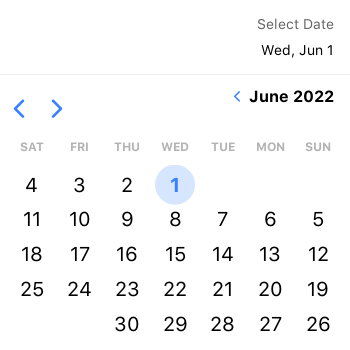 Select Date
Wed, Jun 1
June 2022
SAT FRI THU WED TUE MON SUN
4 3 2 1
11 10 9 8 7 6 5
18 17 16 15 14 13 12
25 24 23 22 21 20 19
30 29 28 27 26